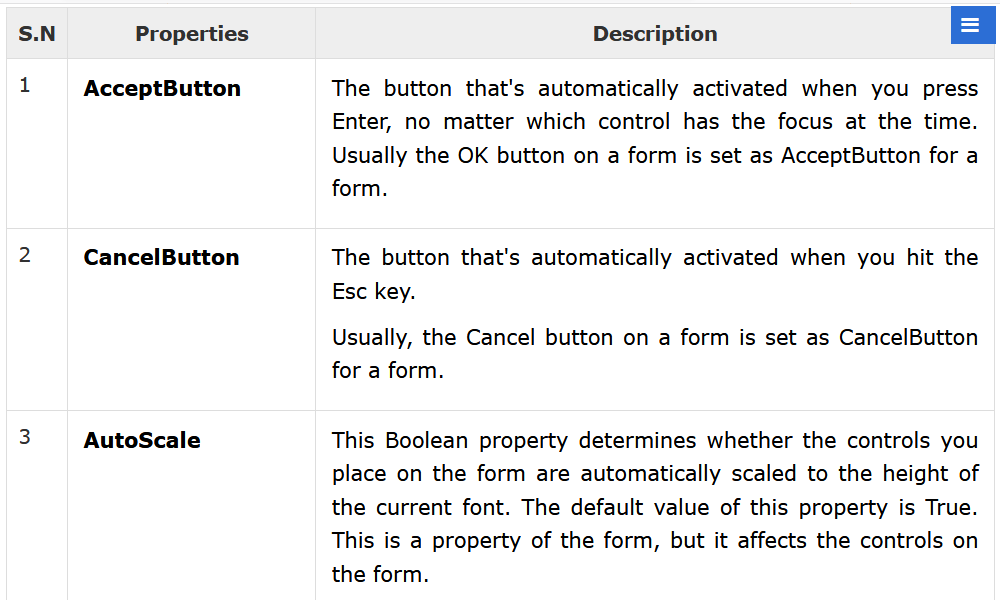 S.N Properties Description
1 AcceptButton The button that's automatically activated when you press
Enter, no matter which control has the focus at the time.
Usually the OK button on a form is set as AcceptButton for a
form.
2 CancelButton The button that's automatically activated when you hit the
Esc key.
Usually, the Cancel button on a form is set as CancelButton
for a form.
3 AutoScale This Boolean property determines whether the controls you
place on the form are automatically scaled to the height of
the current font. The default value of this property is True.
This is a property of the form, but it affects the controls on
the form.